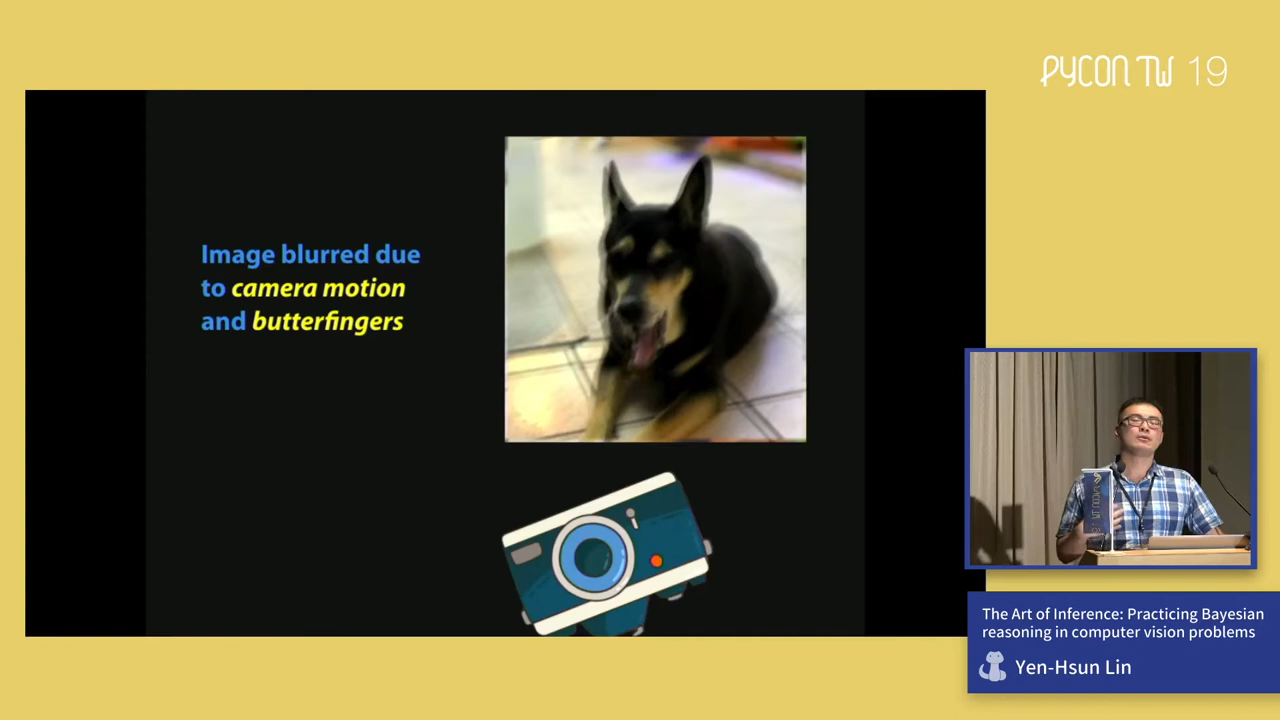 PYCON TW 19
Image blurred due
to camera motion
and butterfingers
The Art of Inference: Practicing Bayesian
reasoning in computer vision problems
Yen-Hsun Lin